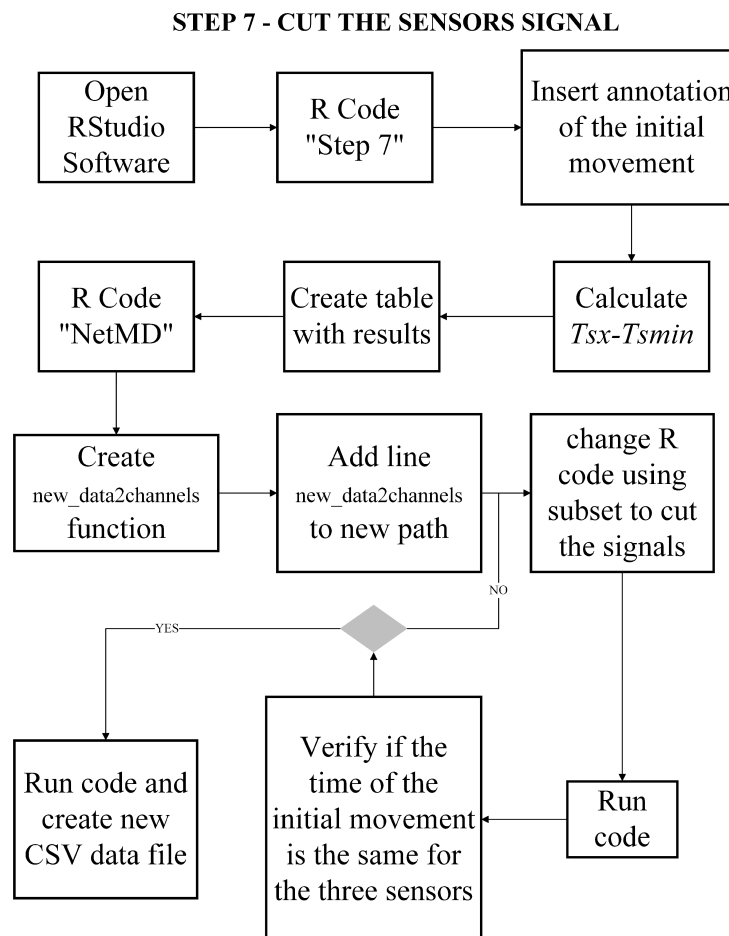 STEP 7 - CUT THE SENSORS SIGNAL
Open
RStudio
Software
R Code
"Step 7"
Insert annotation
of the initial
movement
R Code
"NetMD"
Create table
with results
Calculate
Tsx-Tsmin
Create
new_data2channels
function
Add line
new_data2channels
to new path
change R
code using
subset to cut
the signals
NO
YES
Run code and
create new
CSV data file
Verify if the
time of the
initial movement
is the same for
the three sensors
Run
code